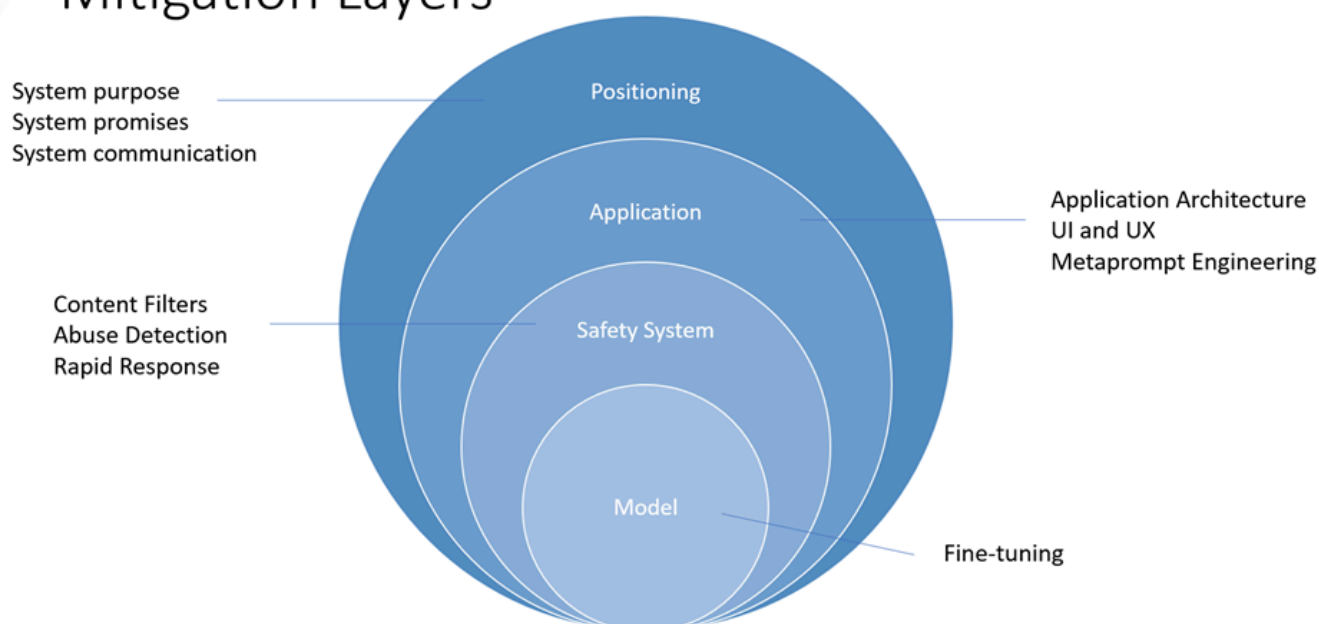 Mitigation Layers
System purpose
System promises
System communication
Positioning
Application
Application Architecture
UI and UX
Metaprompt Engineering
Content Filters
Abuse Detection
Rapid Response
Safety System
Model
Fine-tuning